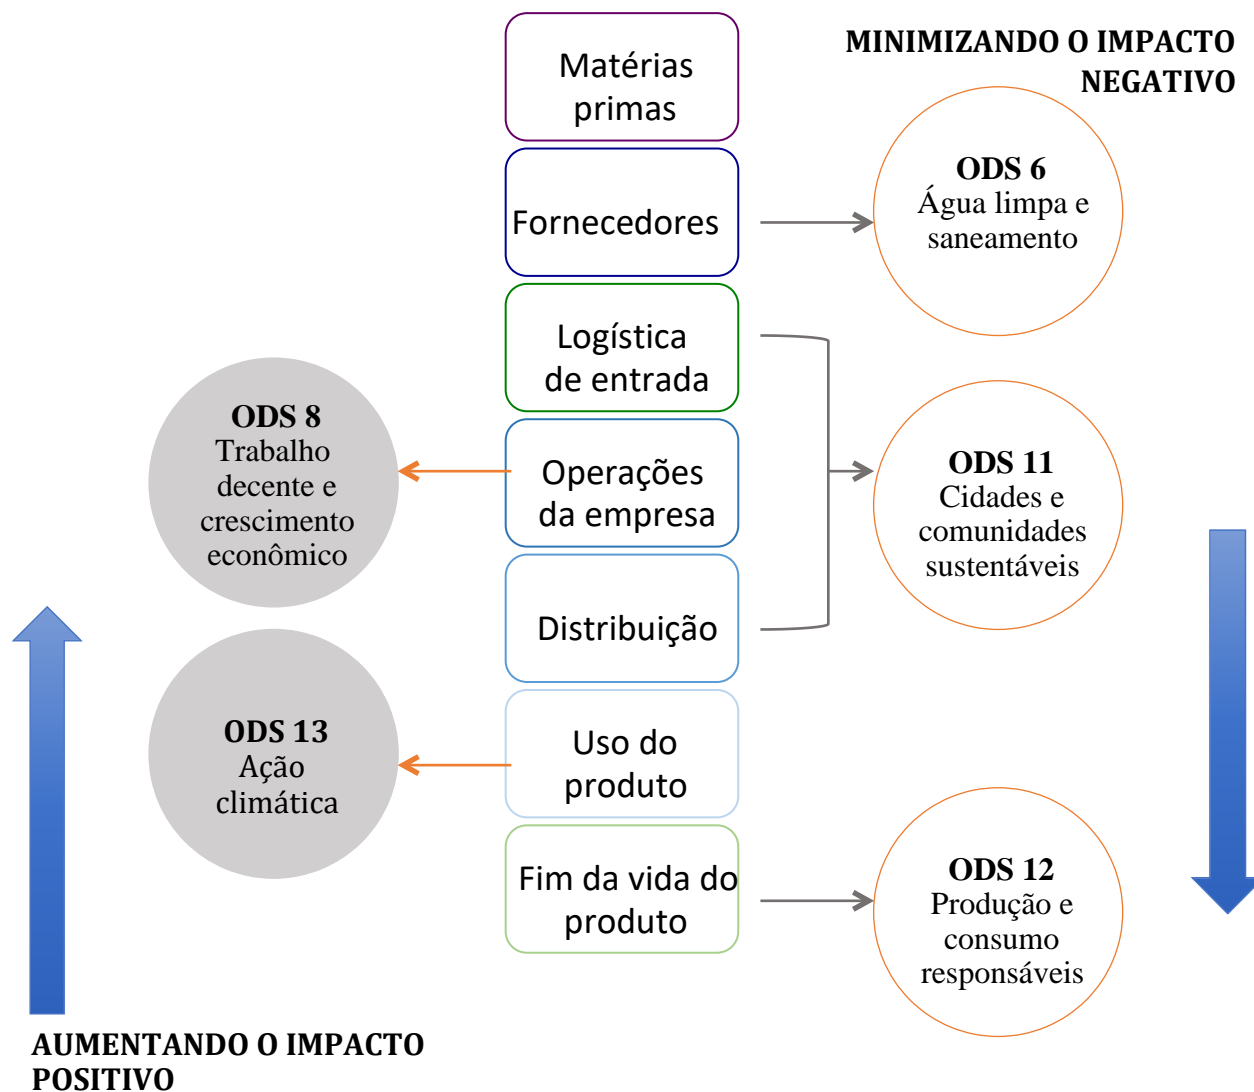 MINIMIZANDO O IMPACTO
NEGATIVO
Matérias
primas
Fornecedores
ODS 6
Água limpa e
saneamento
Logística
de entrada
ODS 8
Trabalho
decente e
crescimento
econômico
Operações
da empresa
ODS 11
Cidades e
comunidades
sustentáveis
Distribuição
ODS 13
Ação
climática
Uso do
produto
Fim da vida do
produto
ODS 12
Produção e
consumo
responsáveis
AUMENTANDO O IMPACTO
POSITIVO